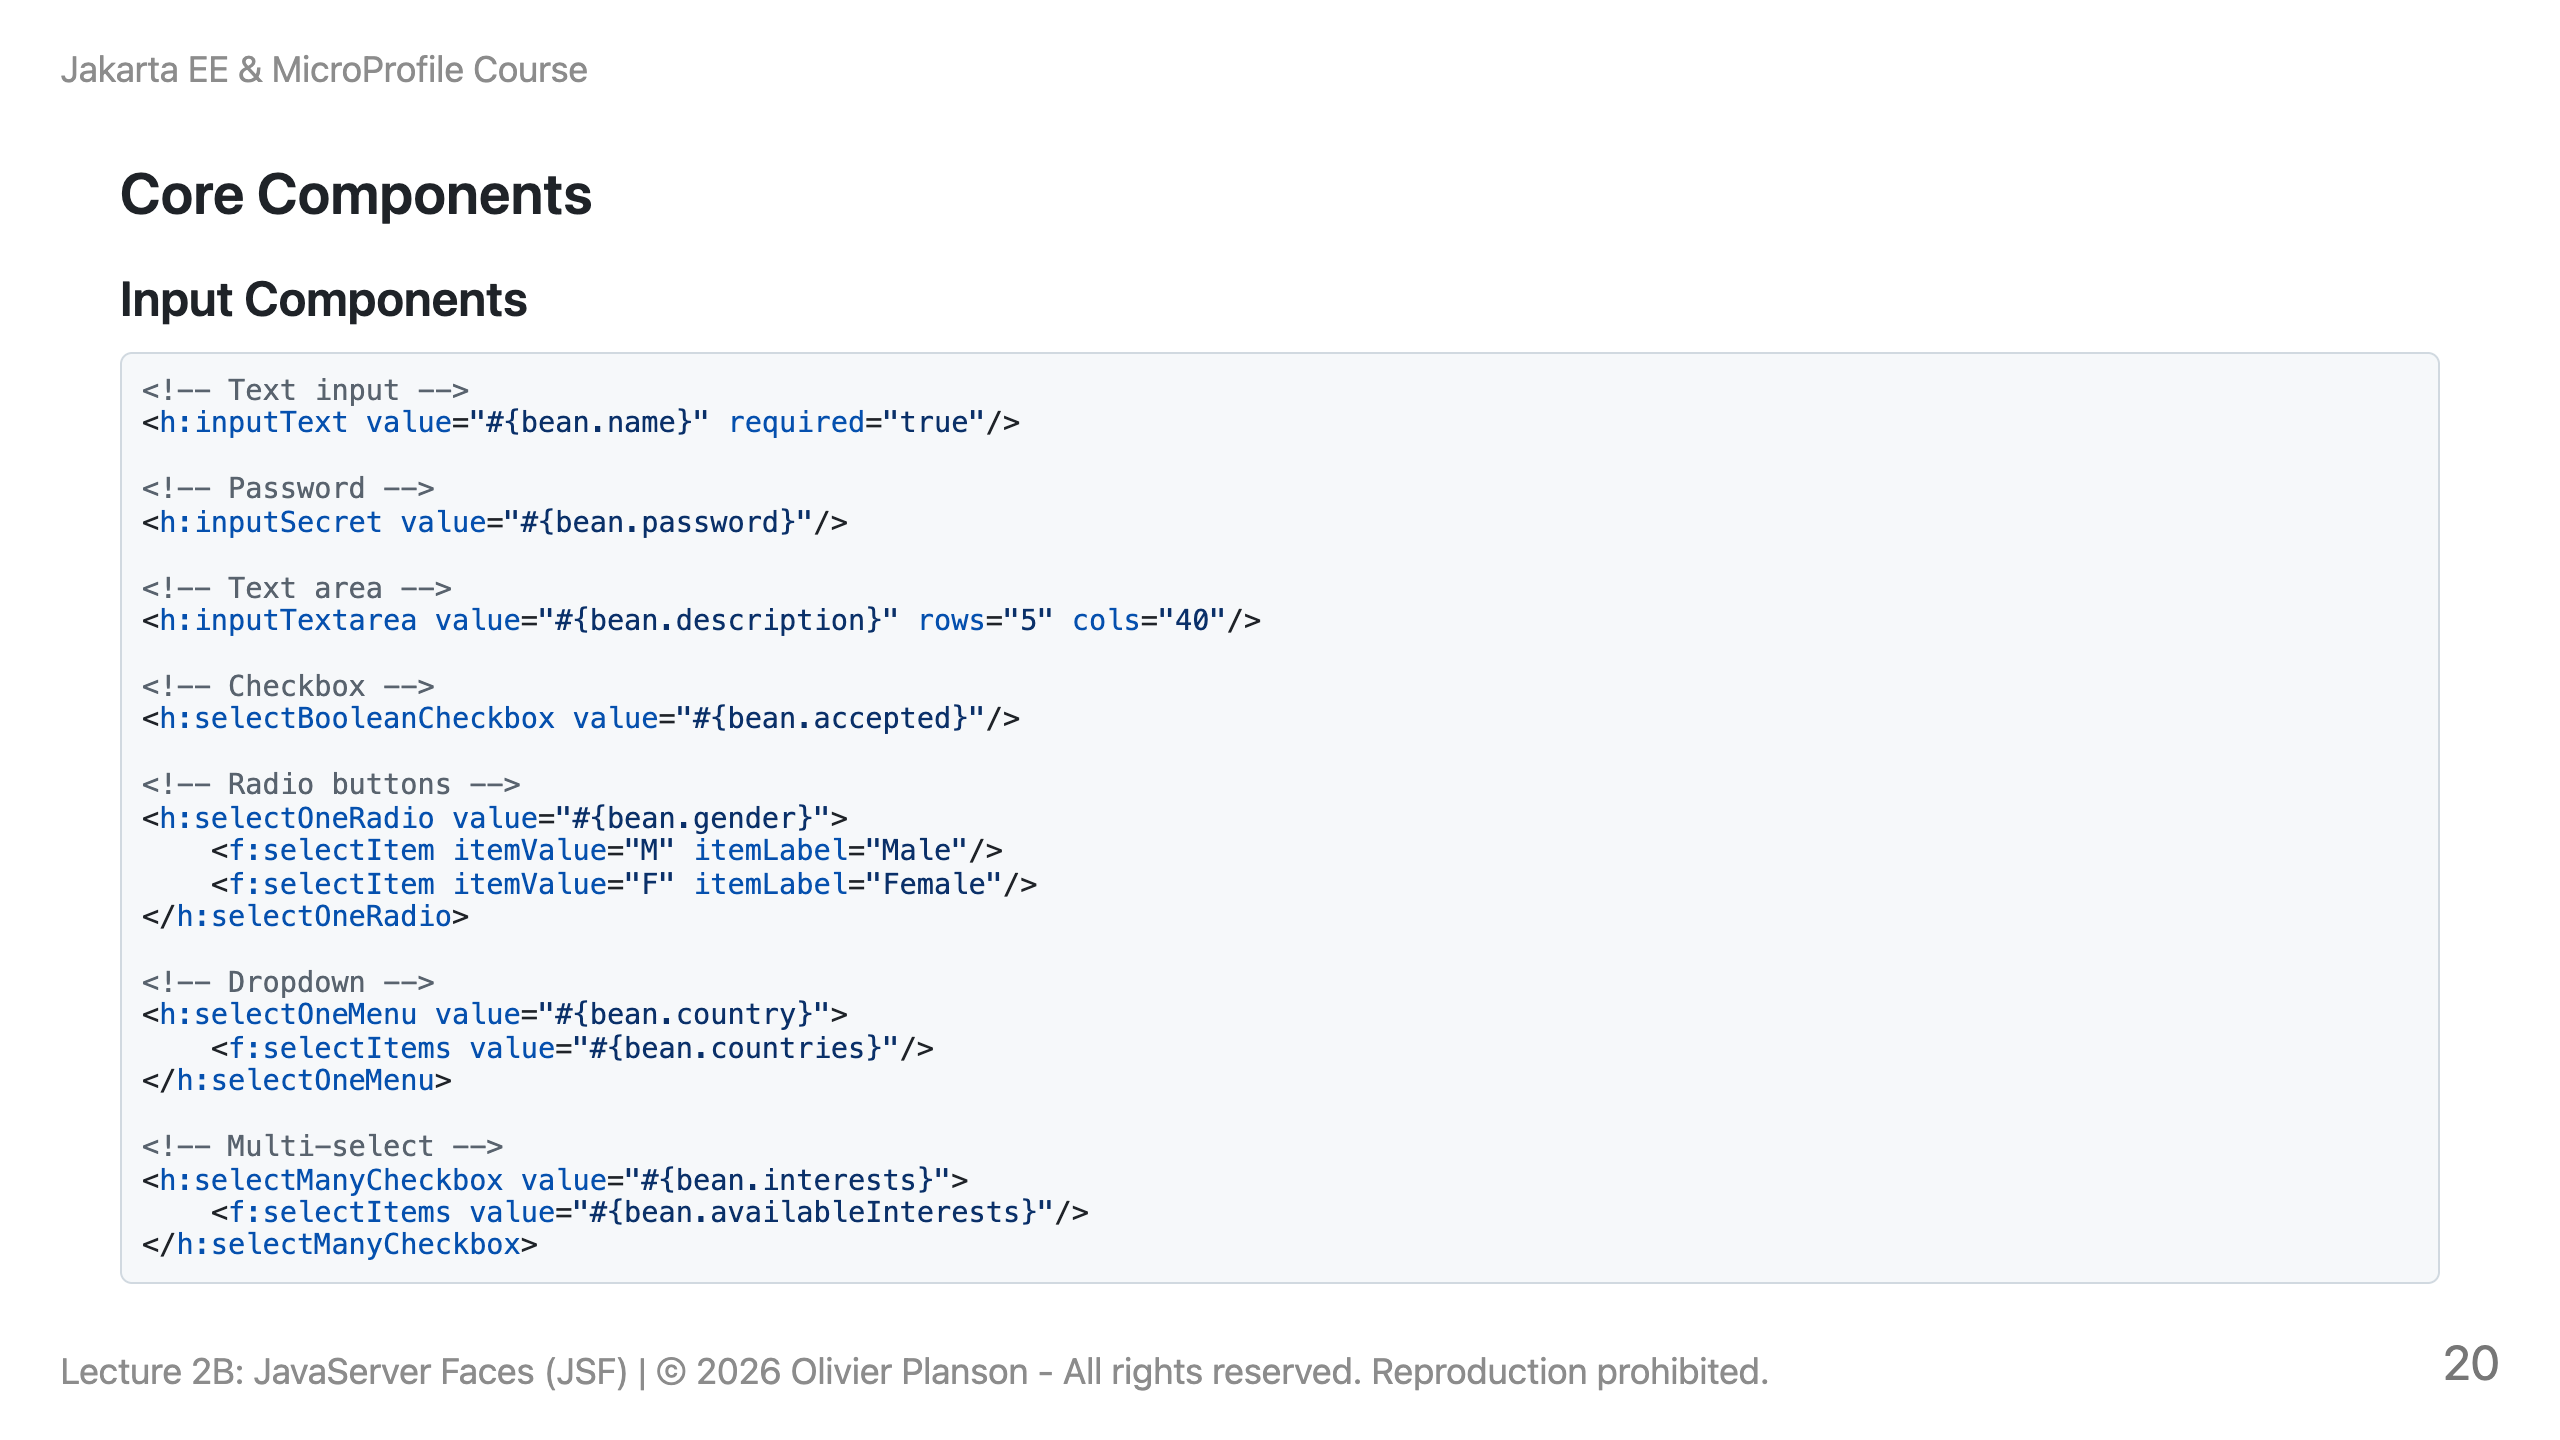 Jakarta EE & MicroProfile Course
Core Components
Input Components
<!-- Text input -->
<h:inputText value="#{bean.name}" required="true"/>
<!-- Password -->
<h:inputSecret value="#{bean.password}"/>
<!-- Text area -->
<h:inputTextarea value="#{bean.description}" rows="5" cols="40"/>
<!-- Checkbox -->
<h:selectBooleanCheckbox value="#{bean.accepted}"/>
<!-- Radio buttons -->
<h:selectOneRadio value="#{bean.gender}">
    <f:selectItem itemValue="M" itemLabel="Male"/>
    <f:selectItem itemValue="F" itemLabel="Female"/>
</h:selectOneRadio>
<!-- Dropdown -->
<h:selectOneMenu value="#{bean.country}">
    <f:selectItems value="#{bean.countries}"/>
</h:selectOneMenu>
<!-- Multi-select -->
<h:selectManyCheckbox value="#{bean.interests}">
    <f:selectItems value="#{bean.availableInterests}"/>
</h:selectManyCheckbox>
Lecture 2B: JavaServer Faces (JSF) | © 2026 Olivier Planson - All rights reserved. Reproduction prohibited.
20